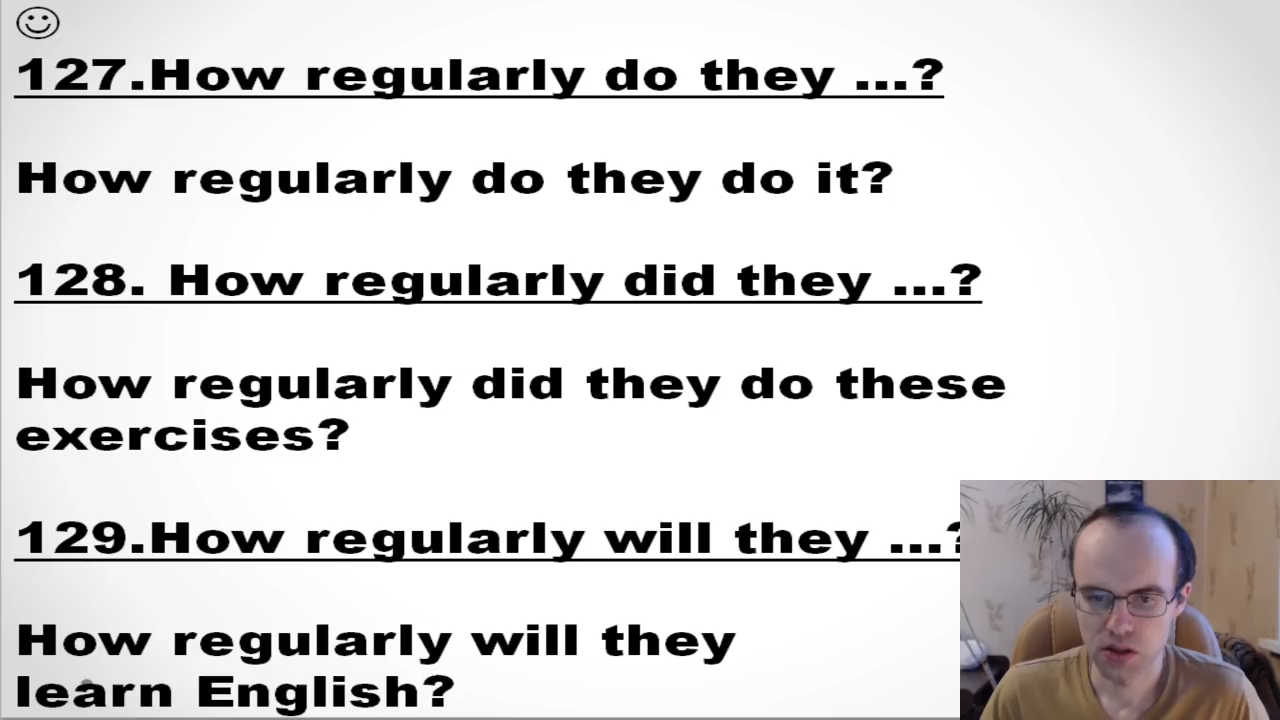 127.How regularly do they ...?
How regularly do they do it?
128. How regularly did they ...?
How regularly did they do these
exercises?
129.How regularly will they ...?
How regularly will they
learn English?